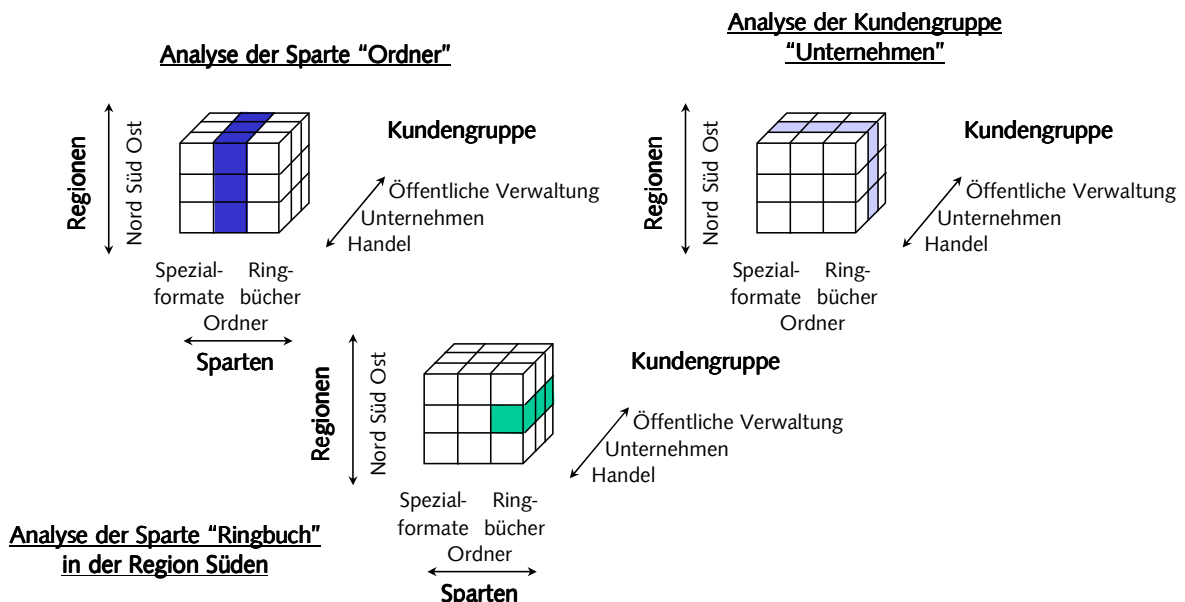 Analyse der Sparte “Ordner”
Regionen
Nord Süd Ost
Kundengruppe
Öffentliche Verwaltung
Unternehmen
Handel
Spezial- Ring-
formate bücher
Ordner
Sparten
Analyse der Kundengruppe
“Unternehmen”
Regionen
Nord Süd Ost
Kundengruppe
Öffentliche Verwaltung
Unternehmen
Handel
Spezial- Ring-
formate bücher
Ordner
Analyse der Sparte “Ringbuch”
in der Region Süden
Regionen
Nord Süd Ost
Kundengruppe
Öffentliche Verwaltung
Unternehmen
Handel
Spezial- Ring-
formate bücher
Ordner
Sparten